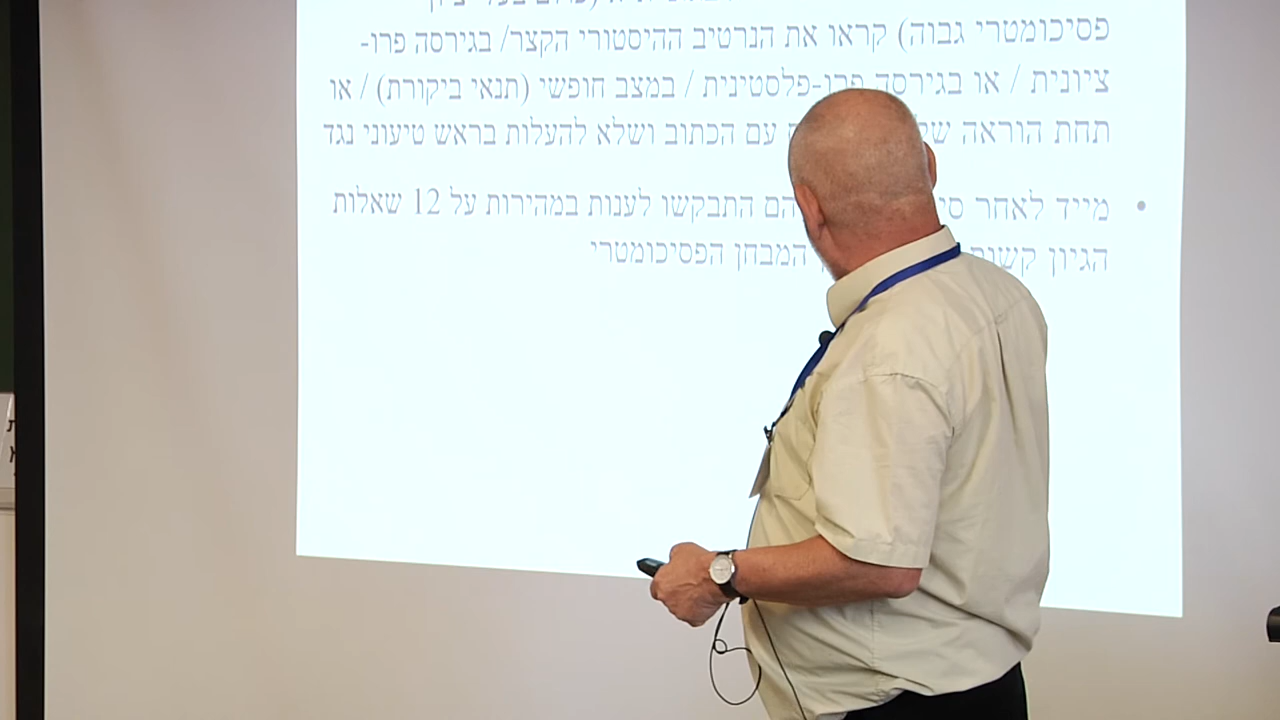 פסיכומטרי גבוה) קראו את הנרטיב ההיסטורי הקצר/ בגירסה פרו-
ציונית / או בגירסה פרו-פלסטינית / במצב חופשי (תנאי ביקורת) / או
תחת הוראה עם הכתוב ושלא להעלות בראש טיעוני נגד
• מייד לאחר הם התבקשו לענות במהירות על 12 שאלות
הגיון קשות המבחן הפסיכומטרי